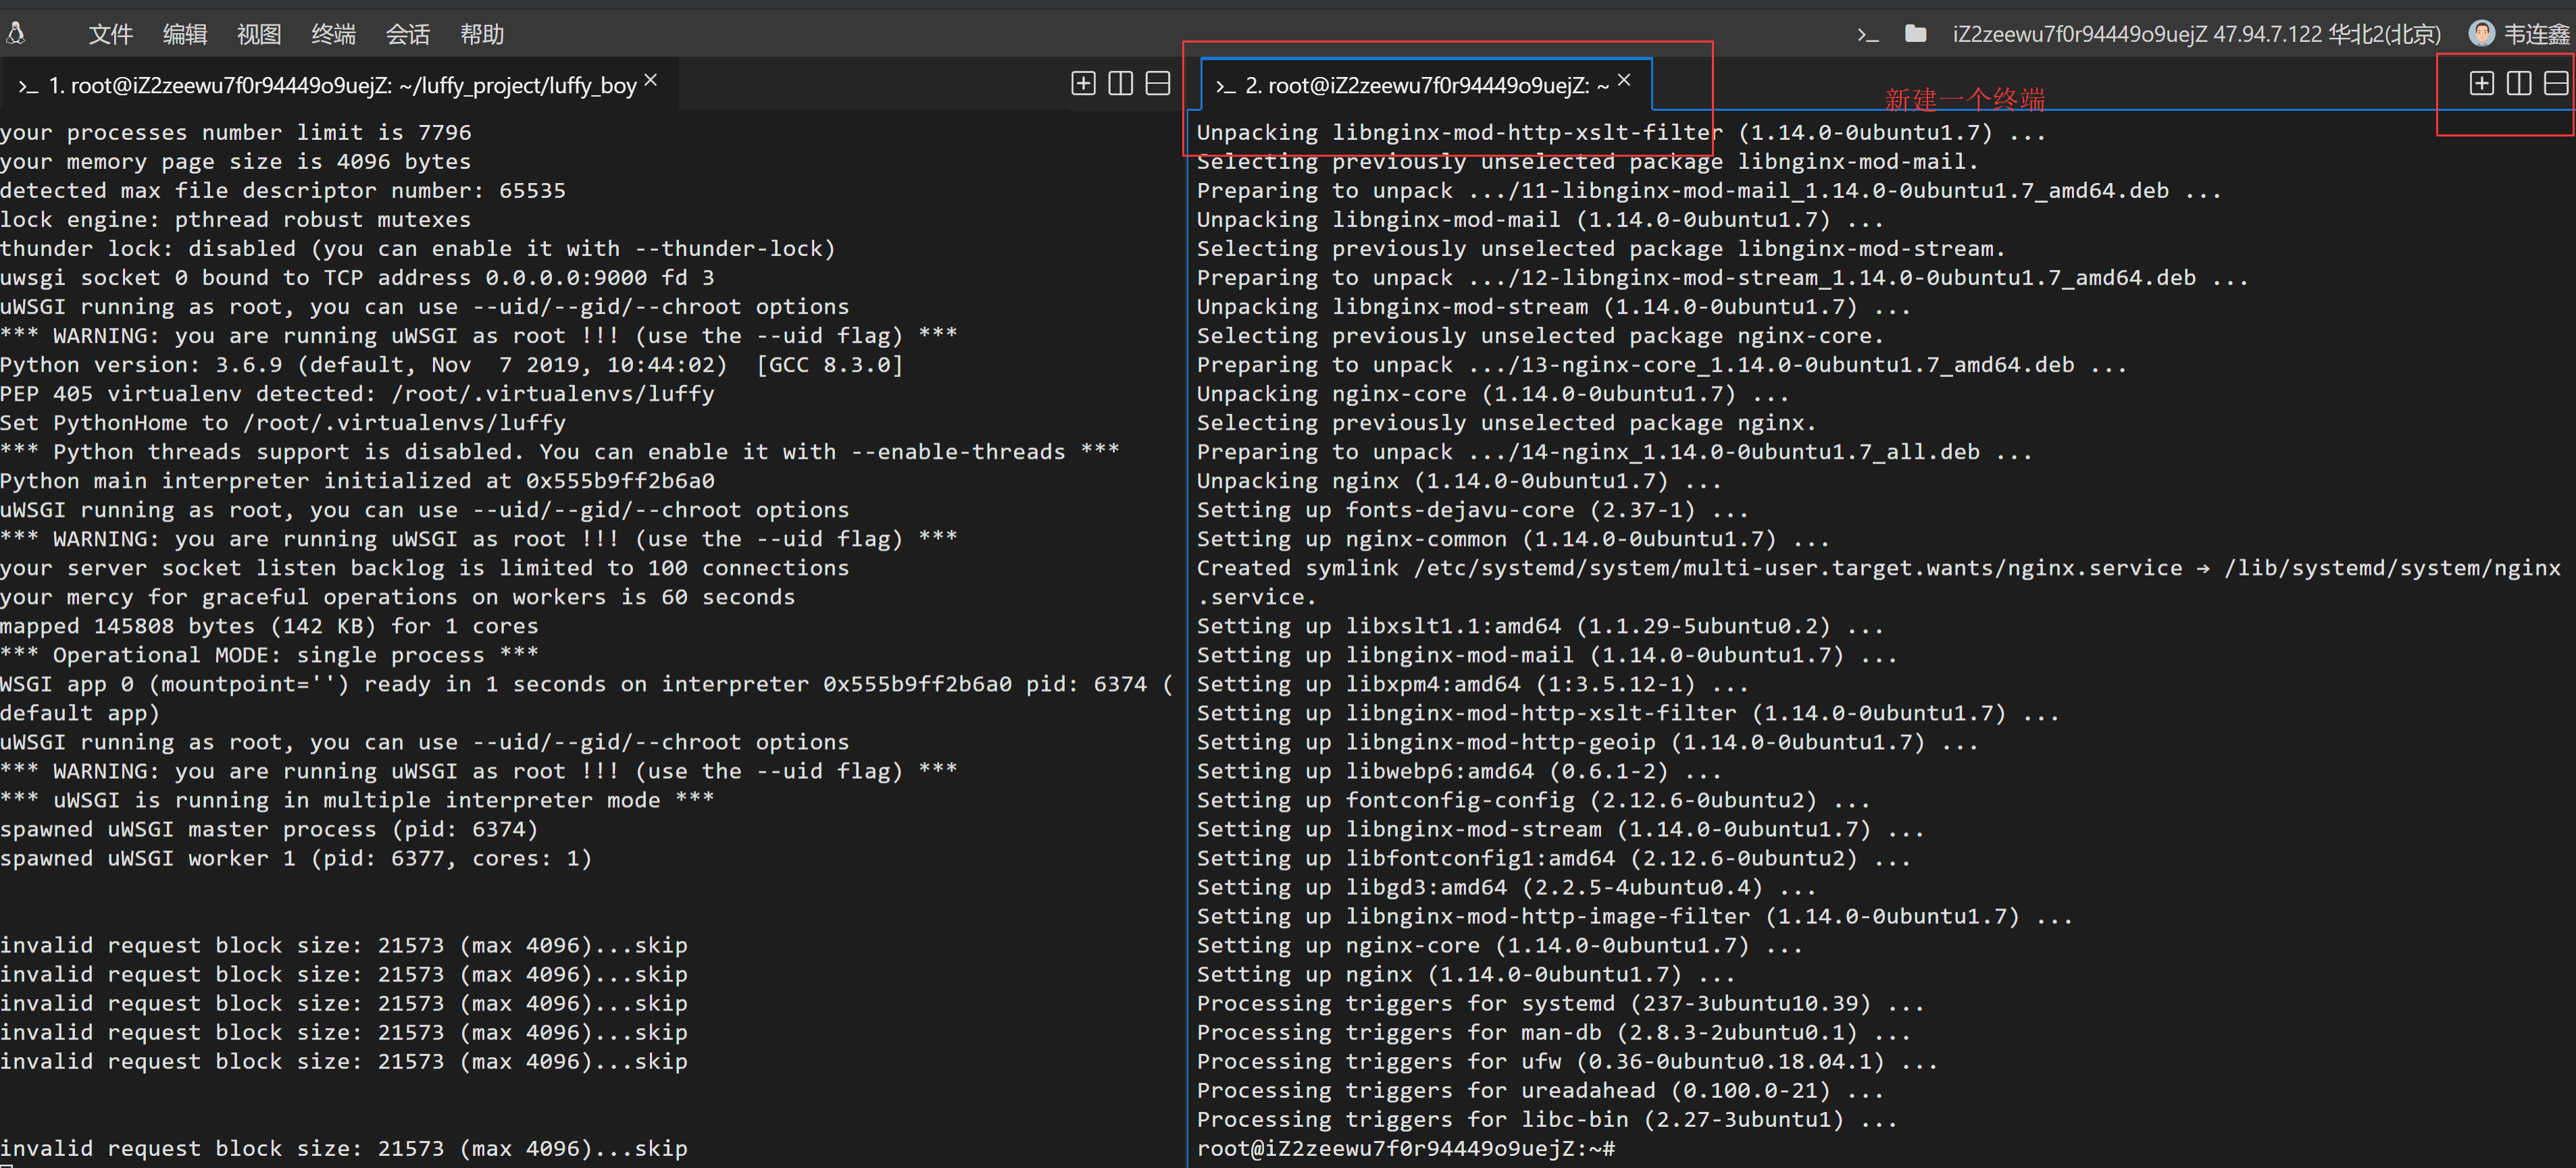 文件 编辑 视图 终端 会话 帮助
>_ iZ2zeewu7f0r94449o9uejZ 47.94.7.122 华北2(北京) 韦连鑫
>_ 1. root@iZ2zeewu7f0r94449o9uejZ: ~/luffy_project/luffy_boy ×
your processes number limit is 7796
your memory page size is 4096 bytes
detected max file descriptor number: 65535
lock engine: pthread robust mutexes
thunder lock: disabled (you can enable it with --thunder-lock)
uwsgi socket 0 bound to TCP address 0.0.0.0:9000 fd 3
uWSGI running as root, you can use --uid/--gid/--chroot options
*** WARNING: you are running uWSGI as root !!! (use the --uid flag) ***
Python version: 3.6.9 (default, Nov  7 2019, 10:44:02)  [GCC 8.3.0]
PEP 405 virtualenv detected: /root/.virtualenvs/luffy
Set PythonHome to /root/.virtualenvs/luffy
*** Python threads support is disabled. You can enable it with --enable-threads ***
Python main interpreter initialized at 0x555b9ff2b6a0
uWSGI running as root, you can use --uid/--gid/--chroot options
*** WARNING: you are running uWSGI as root !!! (use the --uid flag) ***
your server socket listen backlog is limited to 100 connections
your mercy for graceful operations on workers is 60 seconds
mapped 145808 bytes (142 KB) for 1 cores
*** Operational MODE: single process ***
WSGI app 0 (mountpoint='') ready in 1 seconds on interpreter 0x555b9ff2b6a0 pid: 6374 (
default app)
uWSGI running as root, you can use --uid/--gid/--chroot options
*** WARNING: you are running uWSGI as root !!! (use the --uid flag) ***
*** uWSGI is running in multiple interpreter mode ***
spawned uWSGI master process (pid: 6374)
spawned uWSGI worker 1 (pid: 6377, cores: 1)
invalid request block size: 21573 (max 4096)...skip
invalid request block size: 21573 (max 4096)...skip
invalid request block size: 21573 (max 4096)...skip
invalid request block size: 21573 (max 4096)...skip
invalid request block size: 21573 (max 4096)...skip
invalid request block size: 21573 (max 4096)...skip
>_ 2. root@iZ2zeewu7f0r94449o9uejZ: ~ ×
新建一个终端
Unpacking libnginx-mod-http-xslt-filter (1.14.0-0ubuntu1.7) ...
Selecting previously unselected package libnginx-mod-mail.
Preparing to unpack .../11-libnginx-mod-mail_1.14.0-0ubuntu1.7_amd64.deb ...
Unpacking libnginx-mod-mail (1.14.0-0ubuntu1.7) ...
Selecting previously unselected package libnginx-mod-stream.
Preparing to unpack .../12-libnginx-mod-stream_1.14.0-0ubuntu1.7_amd64.deb ...
Unpacking libnginx-mod-stream (1.14.0-0ubuntu1.7) ...
Selecting previously unselected package nginx-core.
Preparing to unpack .../13-nginx-core_1.14.0-0ubuntu1.7_amd64.deb ...
Unpacking nginx-core (1.14.0-0ubuntu1.7) ...
Selecting previously unselected package nginx.
Preparing to unpack .../14-nginx_1.14.0-0ubuntu1.7_all.deb ...
Unpacking nginx (1.14.0-0ubuntu1.7) ...
Setting up fonts-dejavu-core (2.37-1) ...
Setting up nginx-common (1.14.0-0ubuntu1.7) ...
Created symlink /etc/systemd/system/multi-user.target.wants/nginx.service → /lib/systemd/system/nginx
.service.
Setting up libxslt1.1:amd64 (1.1.29-5ubuntu0.2) ...
Setting up libnginx-mod-mail (1.14.0-0ubuntu1.7) ...
Setting up libxpm4:amd64 (1:3.5.12-1) ...
Setting up libnginx-mod-http-xslt-filter (1.14.0-0ubuntu1.7) ...
Setting up libnginx-mod-http-geoip (1.14.0-0ubuntu1.7) ...
Setting up libwebp6:amd64 (0.6.1-2) ...
Setting up fontconfig-config (2.12.6-0ubuntu2) ...
Setting up libnginx-mod-stream (1.14.0-0ubuntu1.7) ...
Setting up libfontconfig1:amd64 (2.12.6-0ubuntu2) ...
Setting up libgd3:amd64 (2.2.5-4ubuntu0.4) ...
Setting up libnginx-mod-http-image-filter (1.14.0-0ubuntu1.7) ...
Setting up nginx-core (1.14.0-0ubuntu1.7) ...
Setting up nginx (1.14.0-0ubuntu1.7) ...
Processing triggers for systemd (237-3ubuntu10.39) ...
Processing triggers for man-db (2.8.3-2ubuntu0.1) ...
Processing triggers for ufw (0.36-0ubuntu0.18.04.1) ...
Processing triggers for ureadahead (0.100.0-21) ...
Processing triggers for libc-bin (2.27-3ubuntu1) ...
root@iZ2zeewu7f0r94449o9uejZ:~#